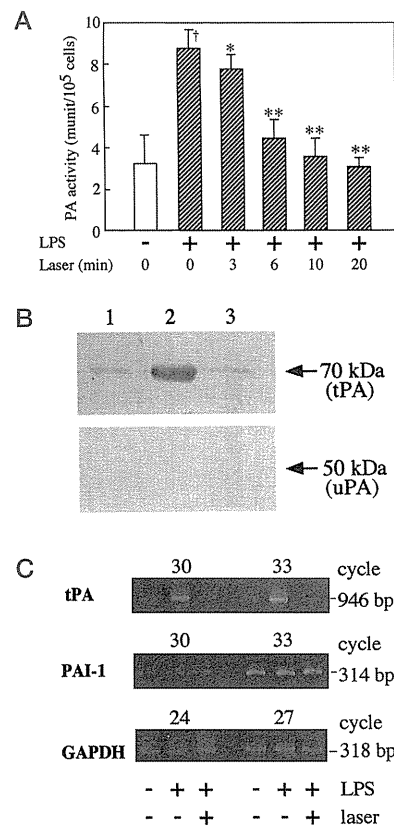 A
PA activity (munit/10⁵ cells)
10
8
6
4
2
0
† * ** ** **
LPS - + + + + +
Laser (min) 0 0 3 6 10 20
B
1 2 3
70 kDa
(tPA)
50 kDa
(uPA)
C
30 33 cycle
tPA
946 bp
30 33 cycle
PAI-1
314 bp
24 27 cycle
GAPDH
318 bp
- + + - + + LPS
+ + laser